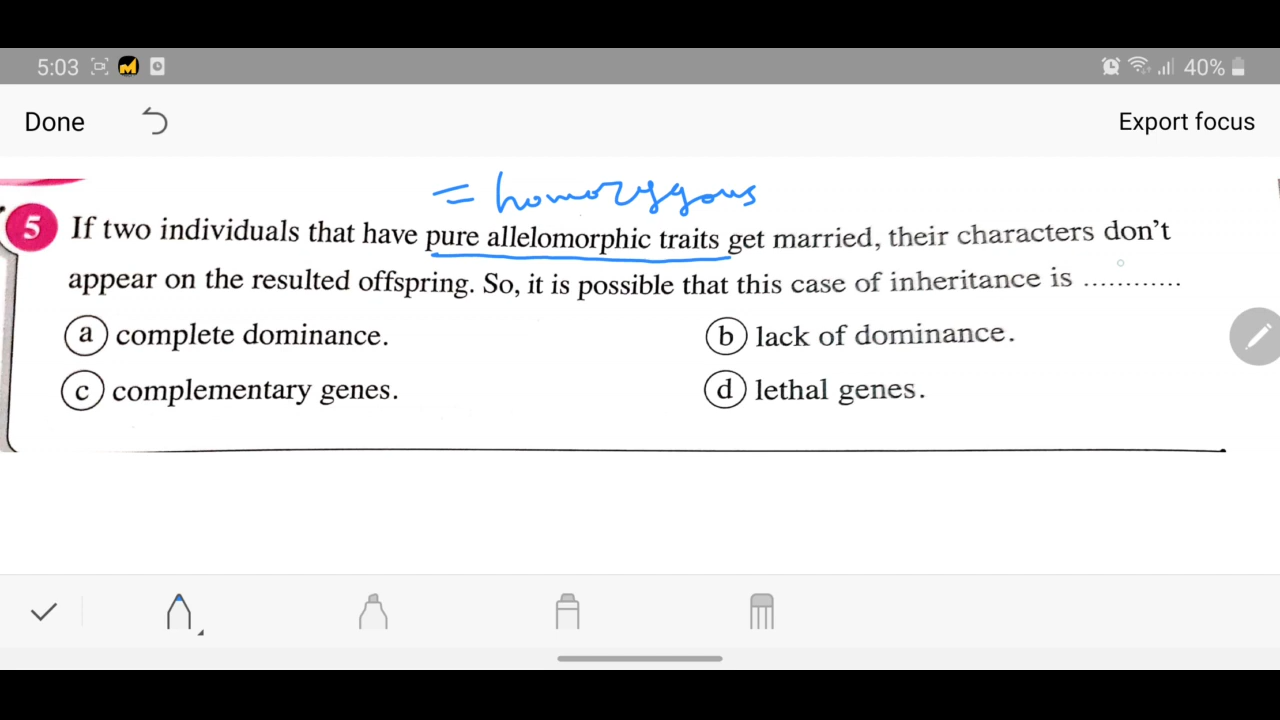 5:03 40%
Done Export focus
= homozygous
5 If two individuals that have pure allelomorphic traits get married, their characters don't
appear on the resulted offspring. So, it is possible that this case of inheritance is ............
a complete dominance. b lack of dominance.
c complementary genes. d lethal genes.